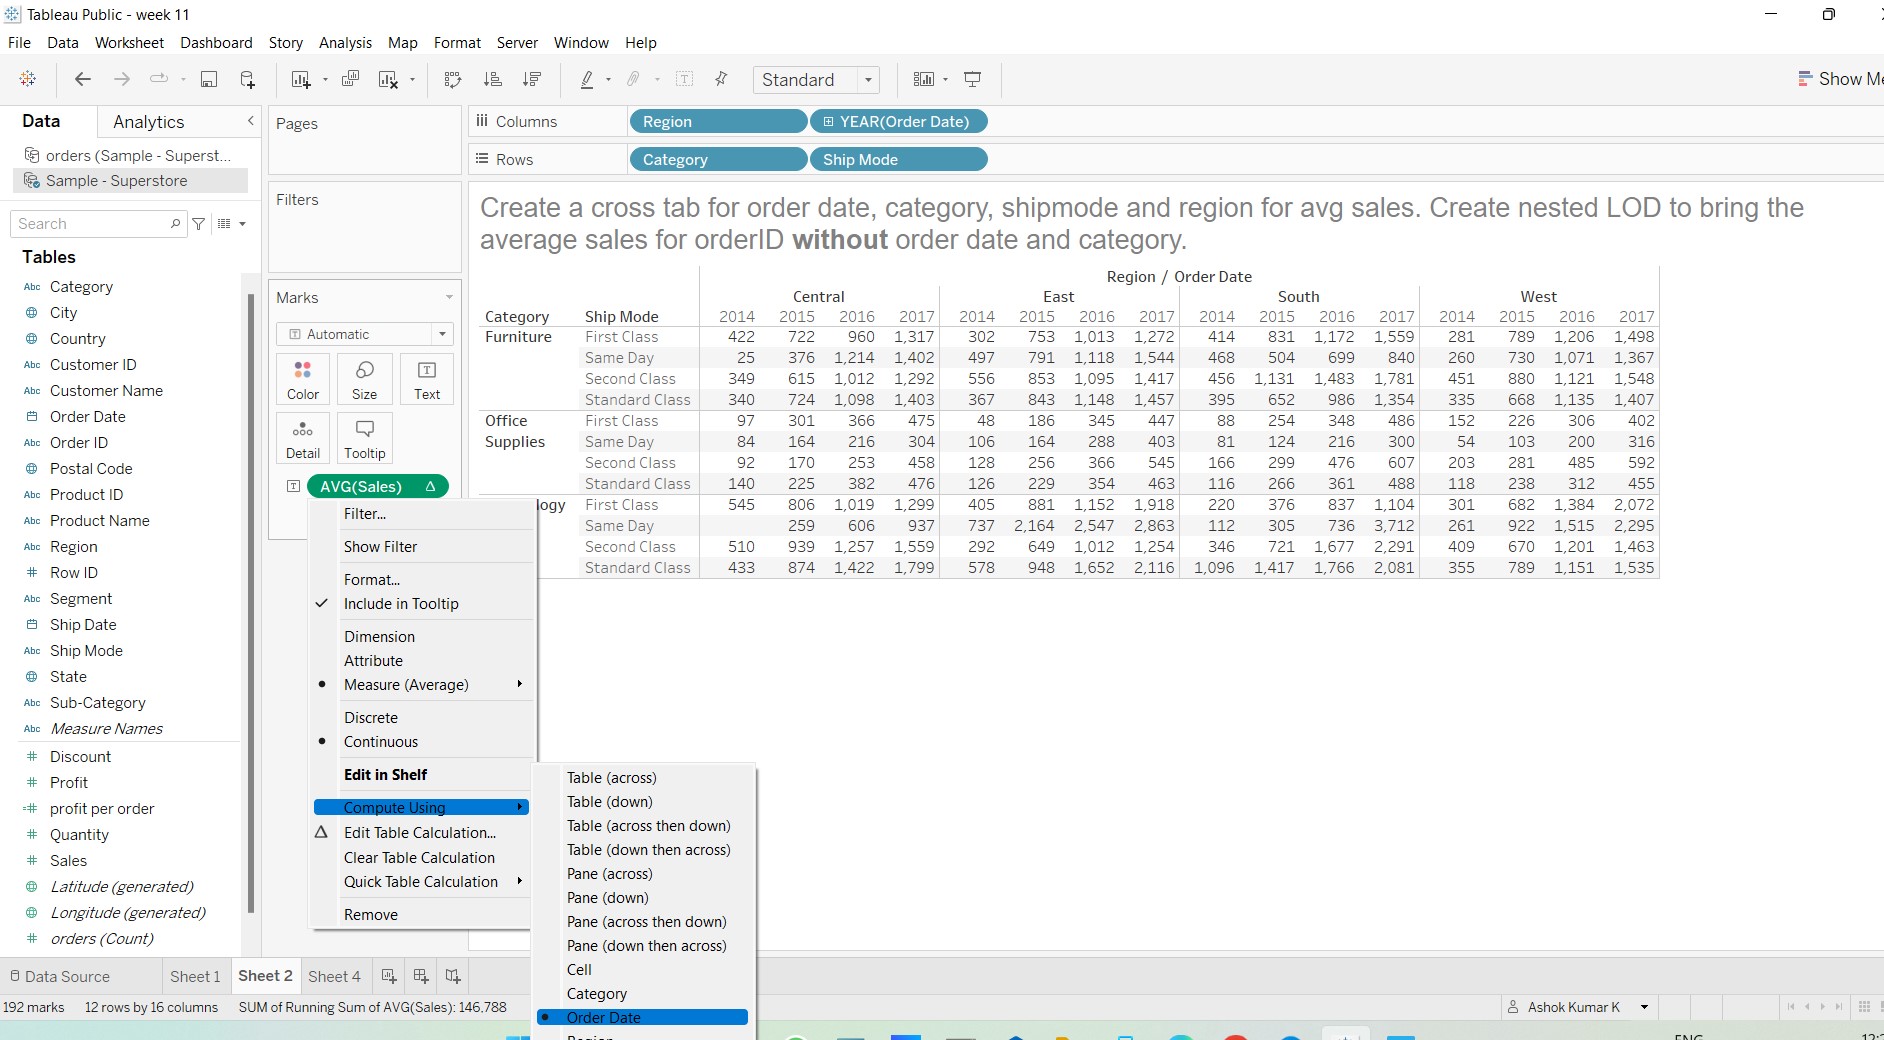 Tableau Public - week 11
File Data Worksheet Dashboard Story Analysis Map Format Server Window Help
Standard
Show Me
Data Analytics
orders (Sample - Superst...
Sample - Superstore
Search
Tables
Abc Category
City
Country
Abc Customer ID
Abc Customer Name
Order Date
Abc Order ID
Postal Code
Abc Product ID
Abc Product Name
Abc Region
# Row ID
Abc Segment
Ship Date
Abc Ship Mode
State
Abc Sub-Category
Abc Measure Names
# Discount
# Profit
=# profit per order
# Quantity
# Sales
Latitude (generated)
Longitude (generated)
# orders (Count)
Pages
Filters
Marks
T Automatic
Color Size Text
Detail Tooltip
T AVG(Sales) Δ
Filter...
Show Filter
Format...
Include in Tooltip
Dimension
Attribute
Measure (Average)
Discrete
Continuous
Edit in Shelf
Compute Using
Δ Edit Table Calculation...
Clear Table Calculation
Quick Table Calculation
Remove
Table (across)
Table (down)
Table (across then down)
Table (down then across)
Pane (across)
Pane (down)
Pane (across then down)
Pane (down then across)
Cell
Category
Order Date
Region
Columns Region YEAR(Order Date)
Rows Category Ship Mode
Create a cross tab for order date, category, shipmode and region for avg sales. Create nested LOD to bring the
average sales for orderID without order date and category.
Region / Order Date
Central East South West
Category Ship Mode 2014 2015 2016 2017 2014 2015 2016 2017 2014 2015 2016 2017 2014 2015 2016 2017
Furniture First Class 422 722 960 1,317 302 753 1,013 1,272 414 831 1,172 1,559 281 789 1,206 1,498
Same Day 25 376 1,214 1,402 497 791 1,118 1,544 468 504 699 840 260 730 1,071 1,367
Second Class 349 615 1,012 1,292 556 853 1,095 1,417 456 1,131 1,483 1,781 451 880 1,121 1,548
Standard Class 340 724 1,098 1,403 367 843 1,148 1,457 395 652 986 1,354 335 668 1,135 1,407
Office First Class 97 301 366 475 48 186 345 447 88 254 348 486 152 226 306 402
Supplies Same Day 84 164 216 304 106 164 288 403 81 124 216 300 54 103 200 316
Second Class 92 170 253 458 128 256 366 545 166 299 476 607 203 281 485 592
Standard Class 140 225 382 476 126 229 354 463 116 266 361 488 118 238 312 455
logy First Class 545 806 1,019 1,299 405 881 1,152 1,918 220 376 837 1,104 301 682 1,384 2,072
Same Day 259 606 937 737 2,164 2,547 2,863 112 305 736 3,712 261 922 1,515 2,295
Second Class 510 939 1,257 1,559 292 649 1,012 1,254 346 721 1,677 2,291 409 670 1,201 1,463
Standard Class 433 874 1,422 1,799 578 948 1,652 2,116 1,096 1,417 1,766 2,081 355 789 1,151 1,535
Data Source Sheet 1 Sheet 2 Sheet 4
192 marks 12 rows by 16 columns SUM of Running Sum of AVG(Sales): 146,788
Ashok Kumar K
ENG